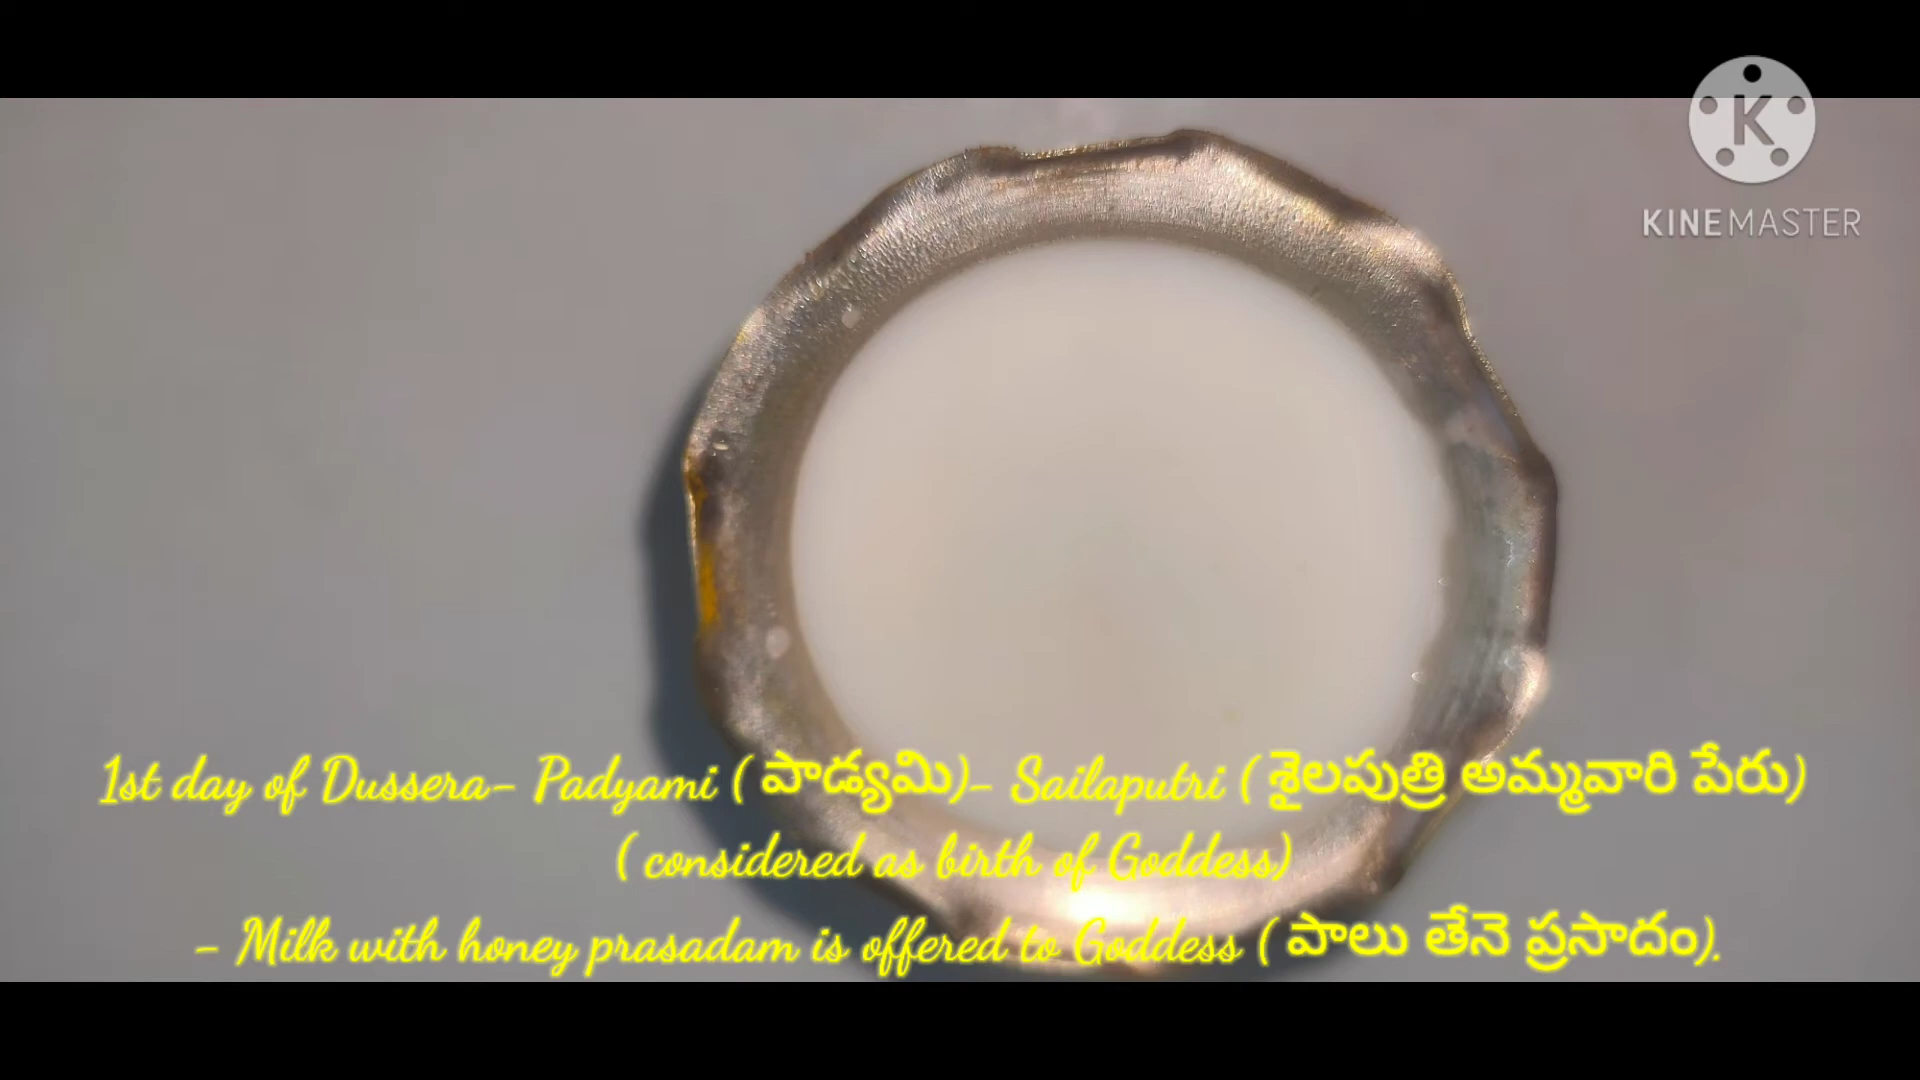 K
KINEMASTER
1st day of Dussera- Padyami ( పాడ్యమి)- Sailaputri ( శైలపుత్రి అమ్మవారి పేరు)
( considered as birth of Goddess)
- Milk with honey prasadam is offered to Goddess ( పాలు తేనె ప్రసాదం).